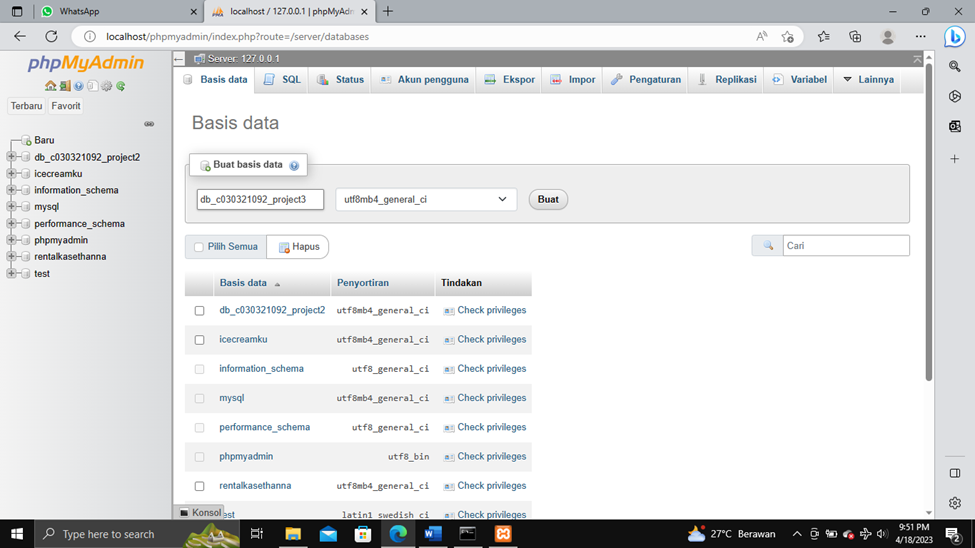 WhatsApp
localhost / 127.0.0.1 | phpMyAdm
localhost/phpmyadmin/index.php?route=/server/databases
phpMyAdmin
Terbaru Favorit
Baru
db_c030321092_project2
icecreamku
information_schema
mysql
performance_schema
phpmyadmin
rentalkasethanna
test
Server: 127.0.0.1
Basis data SQL Status Akun pengguna Ekspor Impor Pengaturan Replikasi Variabel Lainnya
Basis data
Buat basis data
db_c030321092_project3 utf8mb4_general_ci Buat
Pilih Semua Hapus Cari
Basis data Penyortiran Tindakan
db_c030321092_project2 utf8mb4_general_ci Check privileges
icecreamku utf8mb4_general_ci Check privileges
information_schema utf8_general_ci Check privileges
mysql utf8mb4_general_ci Check privileges
performance_schema utf8_general_ci Check privileges
phpmyadmin utf8_bin Check privileges
rentalkasethanna utf8mb4_general_ci Check privileges
est latin1_swedish_ci Check privileges
Konsol
Type here to search
27°C Berawan
9:51 PM
4/18/2023
2